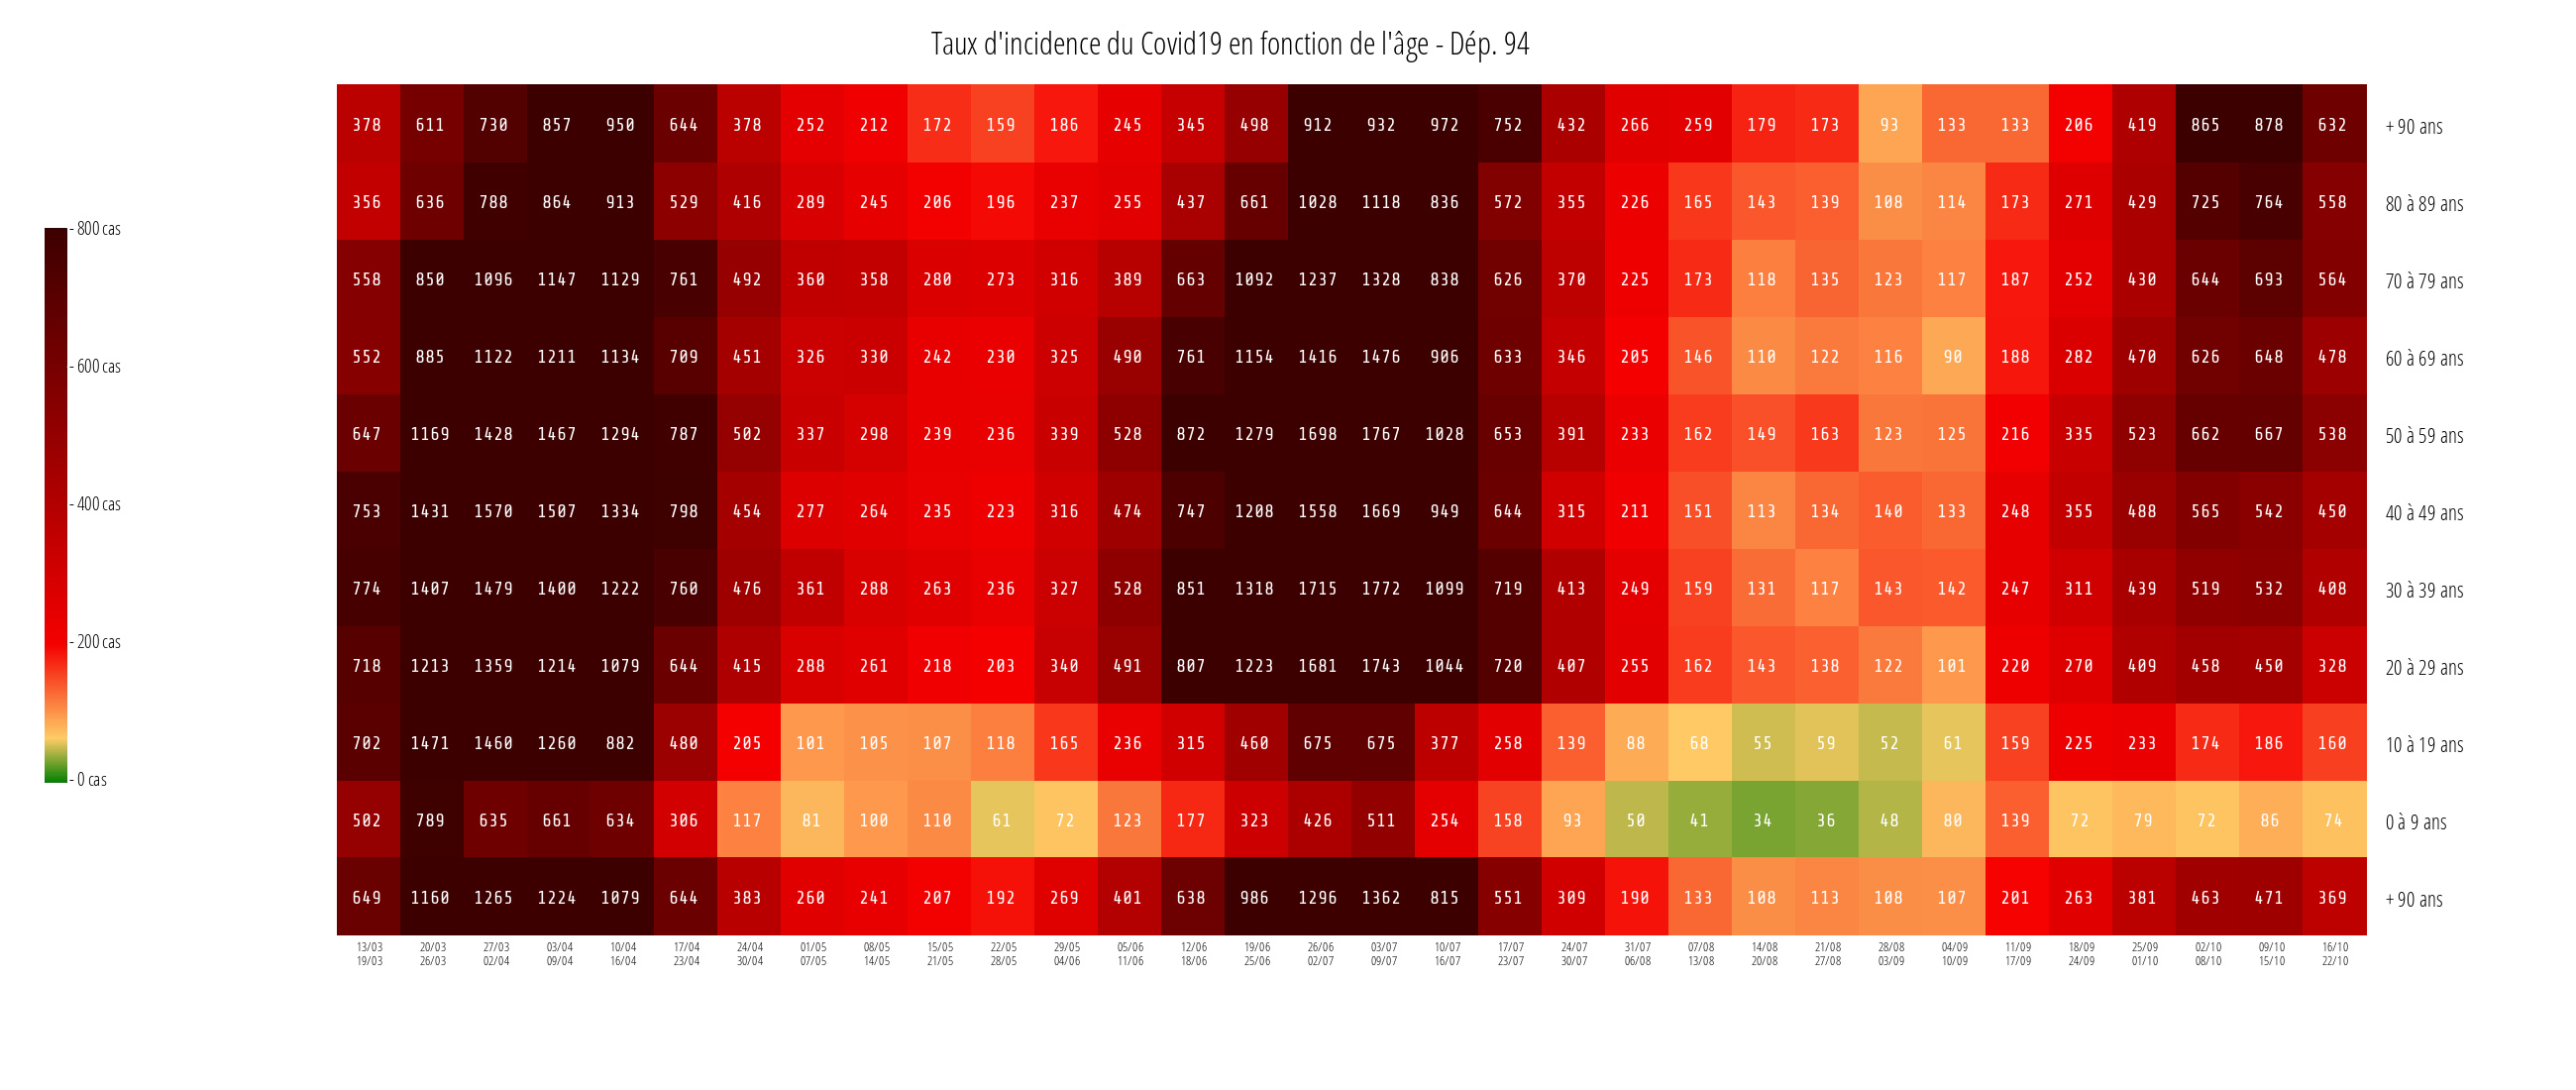 Taux d'incidence du Covid19 en fonction de l'âge - Dép. 94
378 611 730 857 950 644 378 252 212 172 159 186 245 345 498 912 932 972 752 432 266 259 179 173 93 133 133 206 419 865 878 632 + 90 ans
356 636 788 864 913 529 416 289 245 206 196 237 255 437 661 1028 1118 836 572 355 226 165 143 139 108 114 173 271 429 725 764 558 80 à 89 ans
- 800 cas
558 850 1096 1147 1129 761 492 360 358 280 273 316 389 663 1092 1237 1328 838 626 370 225 173 118 135 123 117 187 252 430 644 693 564 70 à 79 ans
552 885 1122 1211 1134 709 451 326 330 242 230 325 490 761 1154 1416 1476 906 633 346 205 146 110 122 116 90 188 282 470 626 648 478 60 à 69 ans
- 600 cas
647 1169 1428 1467 1294 787 502 337 298 239 236 339 528 872 1279 1698 1767 1028 653 391 233 162 149 163 123 125 216 335 523 662 667 538 50 à 59 ans
- 400 cas
753 1431 1570 1507 1334 798 454 277 264 235 223 316 474 747 1208 1558 1669 949 644 315 211 151 113 134 140 133 248 355 488 565 542 450 40 à 49 ans
774 1407 1479 1400 1222 760 476 361 288 263 236 327 528 851 1318 1715 1772 1099 719 413 249 159 131 117 143 142 247 311 439 519 532 408 30 à 39 ans
- 200 cas
718 1213 1359 1214 1079 644 415 288 261 218 203 340 491 807 1223 1681 1743 1044 720 407 255 162 143 138 122 101 220 270 409 458 450 328 20 à 29 ans
702 1471 1460 1260 882 480 205 101 105 107 118 165 236 315 460 675 675 377 258 139 88 68 55 59 52 61 159 225 233 174 186 160 10 à 19 ans
- 0 cas
502 789 635 661 634 306 117 81 100 110 61 72 123 177 323 426 511 254 158 93 50 41 34 36 48 80 139 72 79 72 86 74 0 à 9 ans
649 1160 1265 1224 1079 644 383 260 241 207 192 269 401 638 986 1296 1362 815 551 309 190 133 108 113 108 107 201 263 381 463 471 369 + 90 ans
13/03 20/03 27/03 03/04 10/04 17/04 24/04 01/05 08/05 15/05 22/05 29/05 05/06 12/06 19/06 26/06 03/07 10/07 17/07 24/07 31/07 07/08 14/08 21/08 28/08 04/09 11/09 18/09 25/09 02/10 09/10 16/10
19/03 26/03 02/04 09/04 16/04 23/04 30/04 07/05 14/05 21/05 28/05 04/06 11/06 18/06 25/06 02/07 09/07 16/07 23/07 30/07 06/08 13/08 20/08 27/08 03/09 10/09 17/09 24/09 01/10 08/10 15/10 22/10